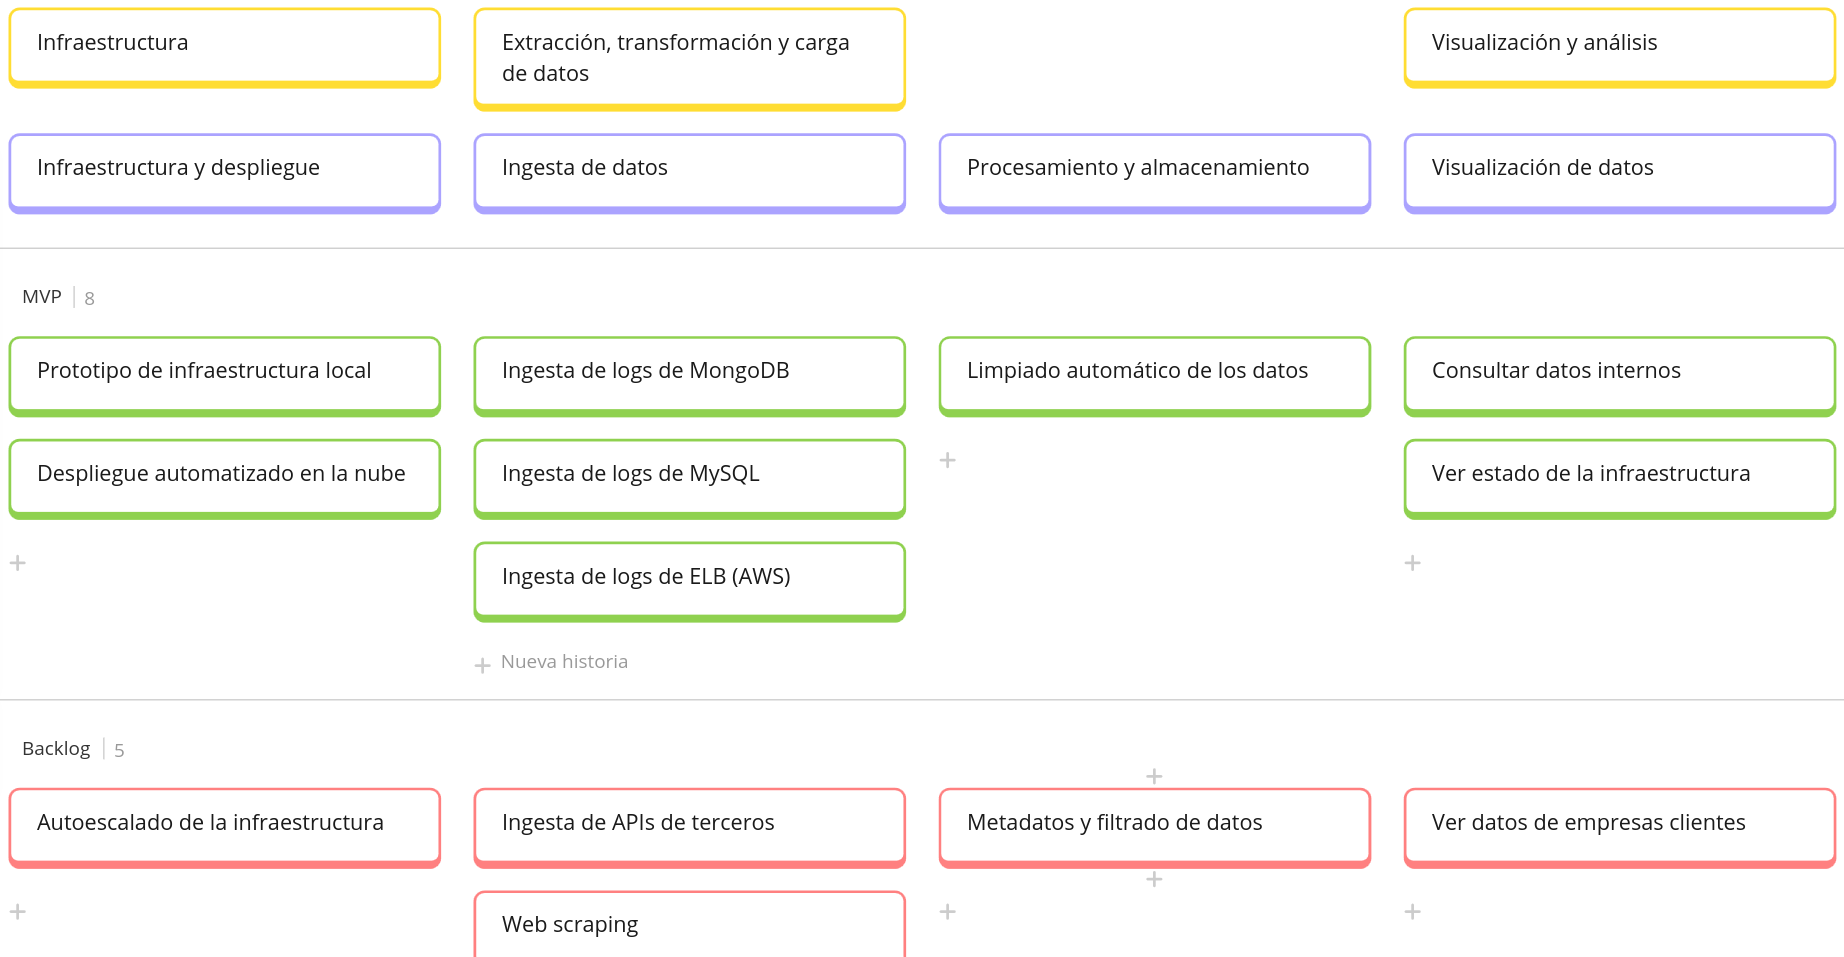 Infraestructura
Extracción, transformación y carga
de datos
Visualización y análisis
Infraestructura y despliegue
Ingesta de datos
Procesamiento y almacenamiento
Visualización de datos
MVP 8
Prototipo de infraestructura local
Ingesta de logs de MongoDB
Limpiado automático de los datos
Consultar datos internos
Despliegue automatizado en la nube
Ingesta de logs de MySQL
Ver estado de la infraestructura
Ingesta de logs de ELB (AWS)
Nueva historia
Backlog 5
Autoescalado de la infraestructura
Ingesta de APIs de terceros
Metadatos y filtrado de datos
Ver datos de empresas clientes
Web scraping